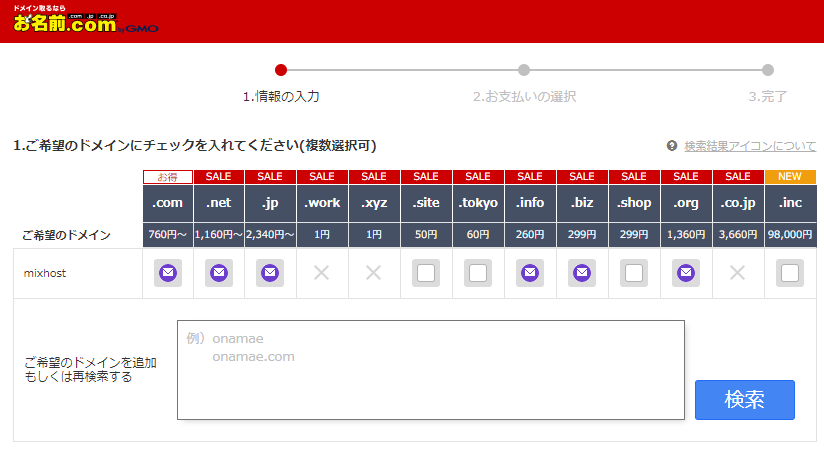 ドメイン取るなら
.com .jp .co.jp
お名前.com by GMO
1.情報の入力 2.お支払いの選択 3.完了
1.ご希望のドメインにチェックを入れてください(複数選択可) ? 検索結果アイコンについて
お得 SALE SALE SALE SALE SALE SALE SALE SALE SALE SALE SALE NEW
.com .net .jp .work .xyz .site .tokyo .info .biz .shop .org .co.jp .inc
ご希望のドメイン 760円～ 1,160円～ 2,340円～ 1円 1円 50円 60円 260円 299円 299円 1,360円 3,660円 98,000円
mixhost
例）onamae
onamae.com
ご希望のドメインを追加
もしくは再検索する
検索